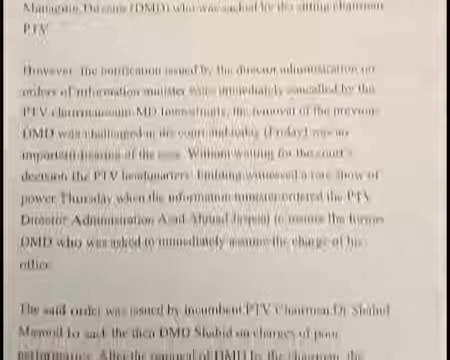 Managing Director (DMD) who was sacked by the sitting chairman
PTV
However, the notification issued by the director administration on
orders of information minister was immediately cancelled by the
PTV chairman-cum-MD Interestingly, the removal of the previous
DMD was challenged in the court and today (Friday) was an
important hearing of the case. Without waiting for the court's
decision the PTV headquarters' building witnessed a rare show of
power Thursday when the information minister ordered the PTV
Director Administration Asad Ahmad to restore the former
DMD who was asked to immediately assume the charge of his
office.
The said order was issued by incumbent PTV Chairman Dr Shahid
Masood to sack the then DMD Shahid on charges of poor
performance. After the removal of DMD by the chairman, the